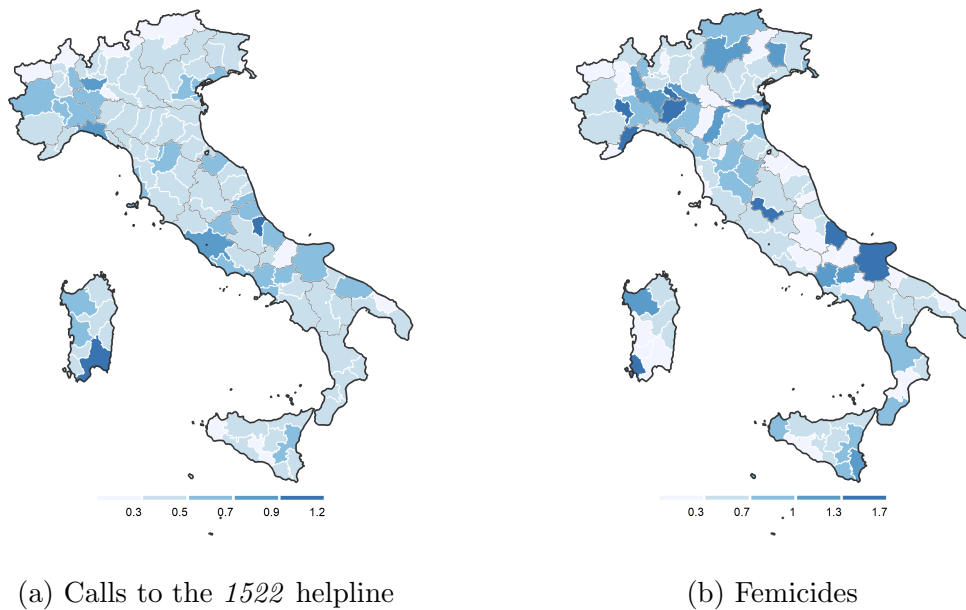 0.3 0.5 0.7 0.9 1.2
0.3 0.7 1 1.3 1.7
(a) Calls to the 1522 helpline
(b) Femicides